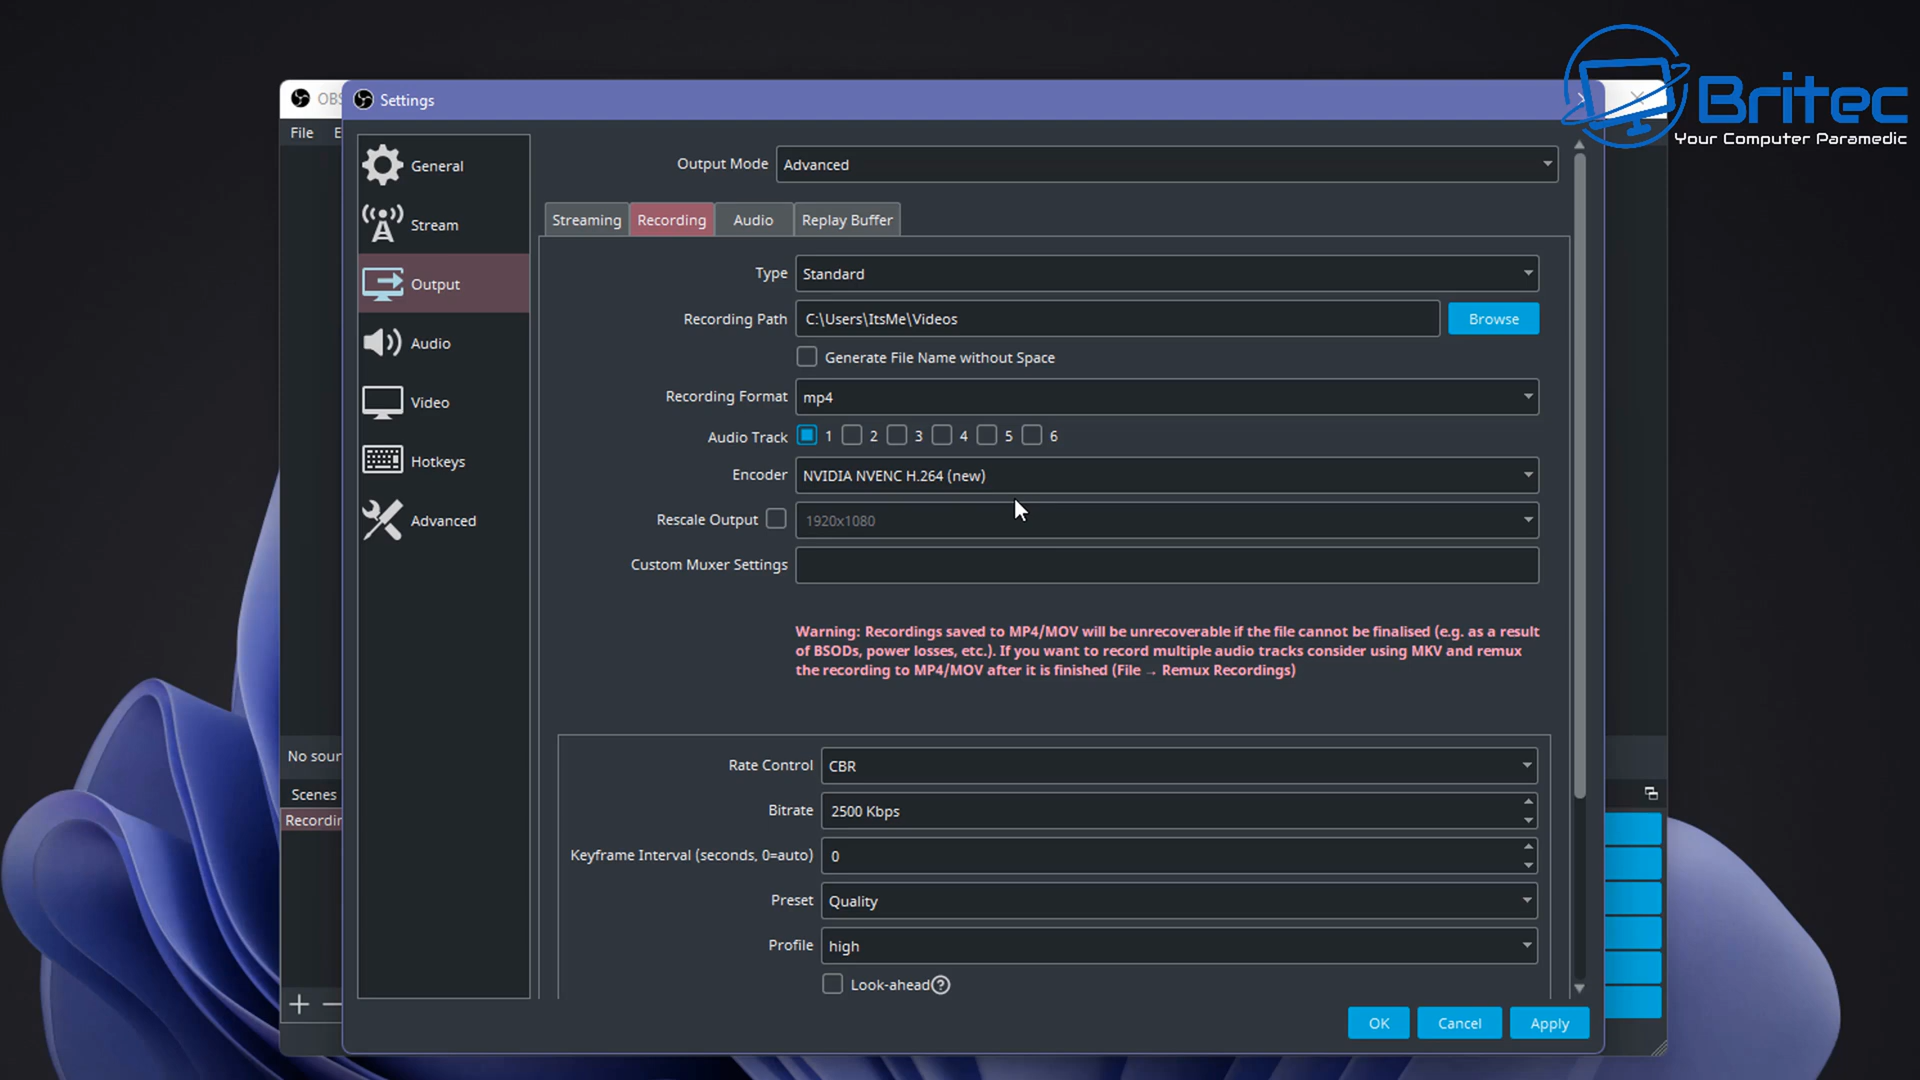 Britec
Your Computer Paramedic
OBS
Settings
File E
General
Stream
Output
Audio
Video
Hotkeys
Advanced
Output Mode Advanced
Streaming Recording Audio Replay Buffer
Type Standard
Recording Path C:\Users\ItsMe\Videos Browse
Generate File Name without Space
Recording Format mp4
Audio Track 1 2 3 4 5 6
Encoder NVIDIA NVENC H.264 (new)
Rescale Output 1920x1080
Custom Muxer Settings
Warning: Recordings saved to MP4/MOV will be unrecoverable if the file cannot be finalised (e.g. as a result
of BSODs, power losses, etc.). If you want to record multiple audio tracks consider using MKV and remux
the recording to MP4/MOV after it is finished (File → Remux Recordings)
No sour
Scenes
Recordin
Rate Control CBR
Bitrate 2500 Kbps
Keyframe Interval (seconds, 0=auto) 0
Preset Quality
Profile high
Look-ahead
OK Cancel Apply